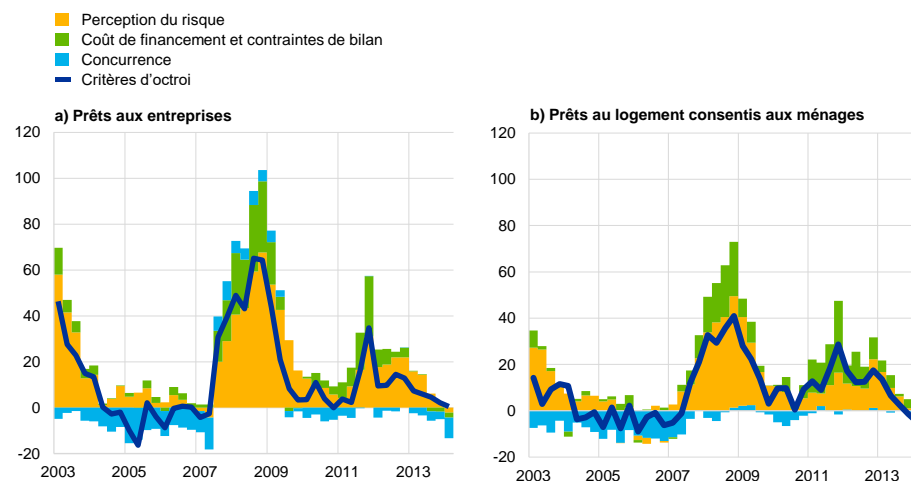 Perception du risque
Coût de financement et contraintes de bilan
Concurrence
Critères d'octroi
a) Prêts aux entreprises
120
100
80
60
40
20
0
-20
2003 2005 2007 2009 2011 2013
b) Prêts au logement consentis aux ménages
120
100
80
60
40
20
0
-20
2003 2005 2007 2009 2011 2013